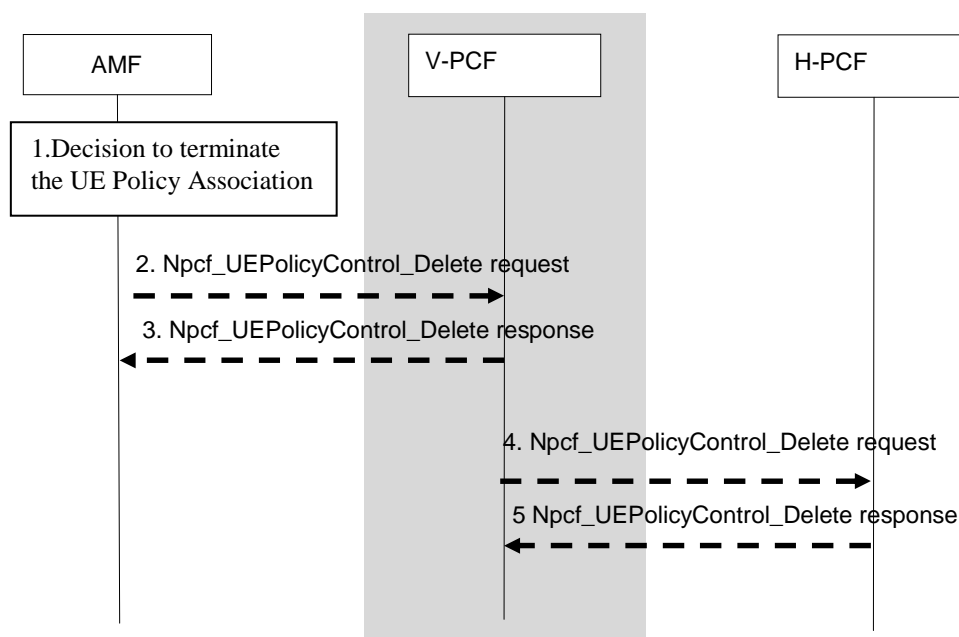 AMF
V-PCF
H-PCF
1.Decision to terminate
the UE Policy Association
2. Npcf_UEPolicyControl_Delete request
3. Npcf_UEPolicyControl_Delete response
4. Npcf_UEPolicyControl_Delete request
5 Npcf_UEPolicyControl_Delete response